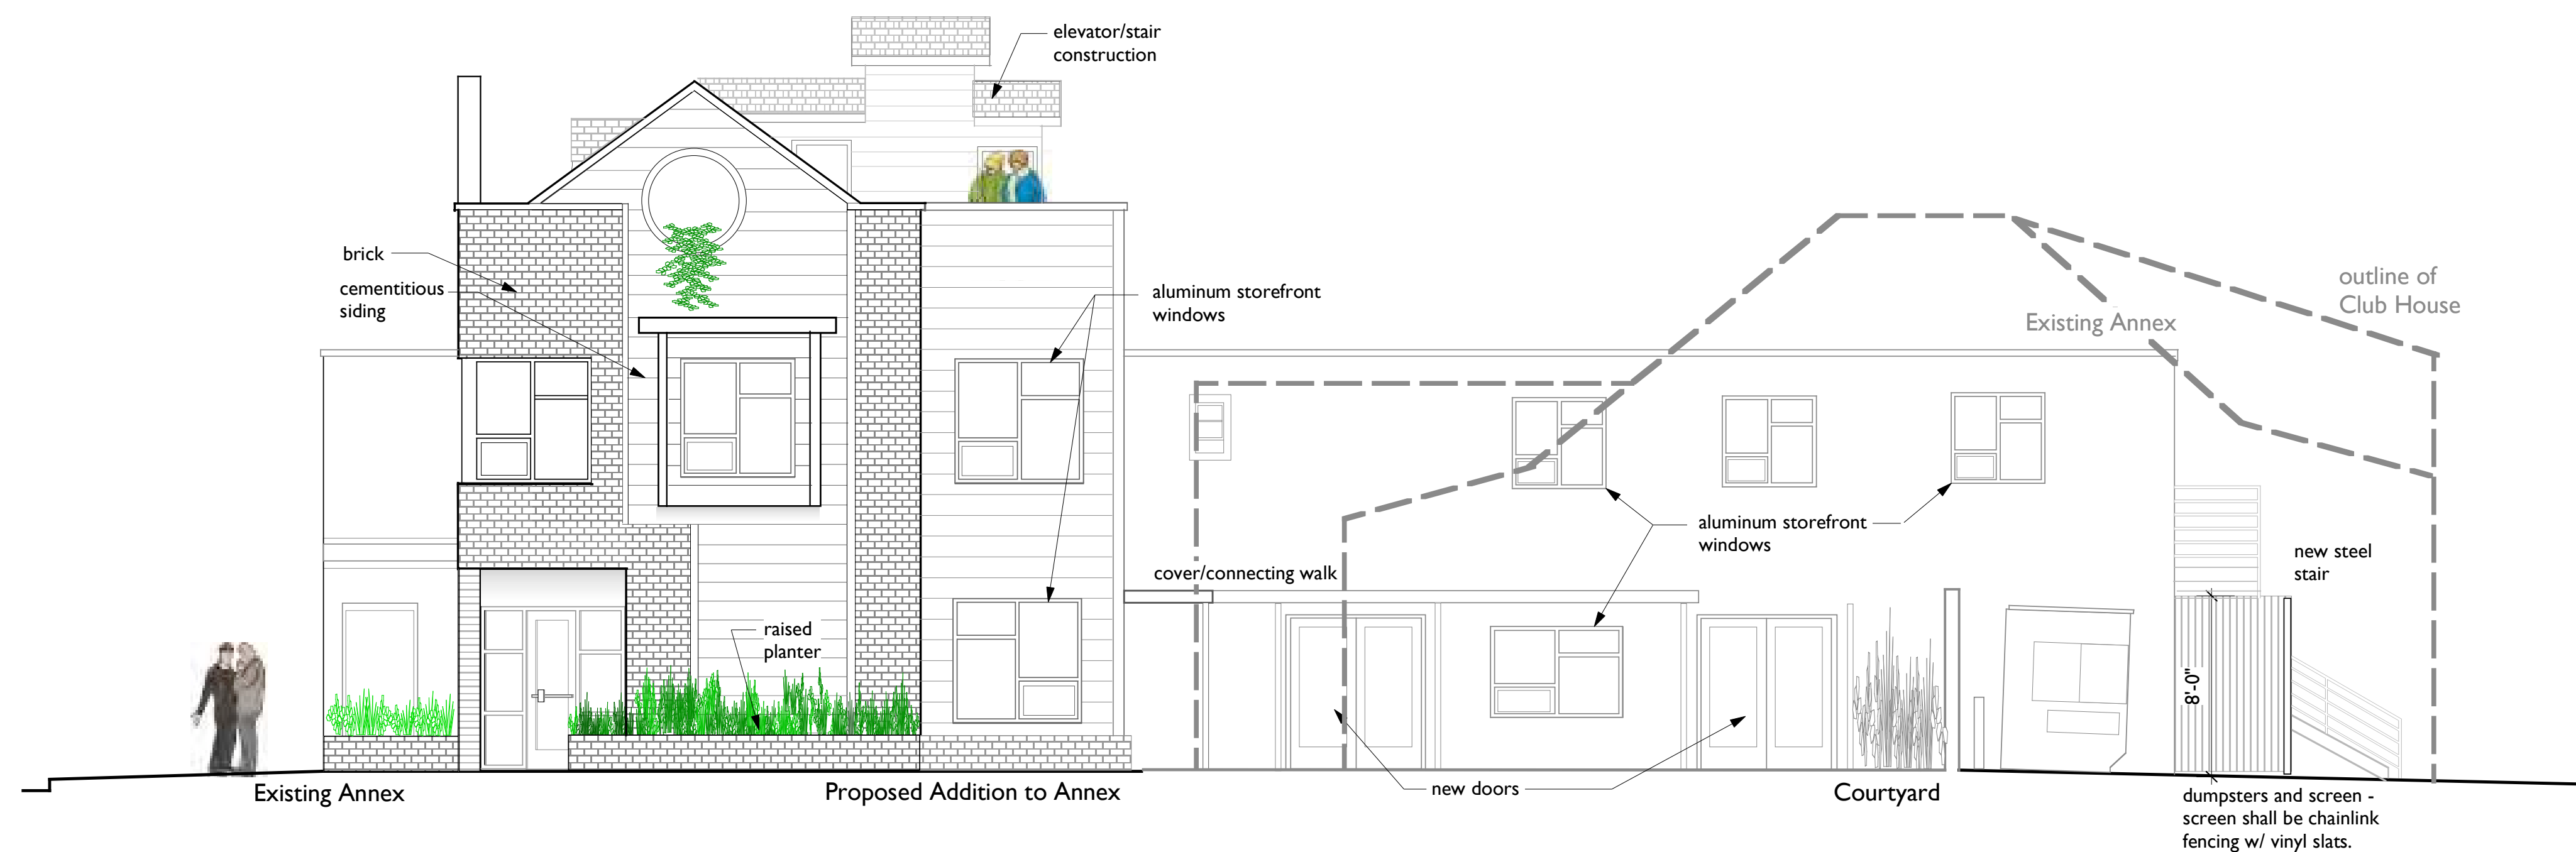 elevator/stair
construction
brick
cementitious
siding
aluminum storefront
windows
outline of
Club House
Existing Annex
aluminum storefront
windows
new steel
stair
cover/connecting walk
raised
planter
8'-0"
new doors
Existing Annex
Proposed Addition to Annex
Courtyard
dumpsters and screen -
screen shall be chainlink
fencing w/ vinyl slats.